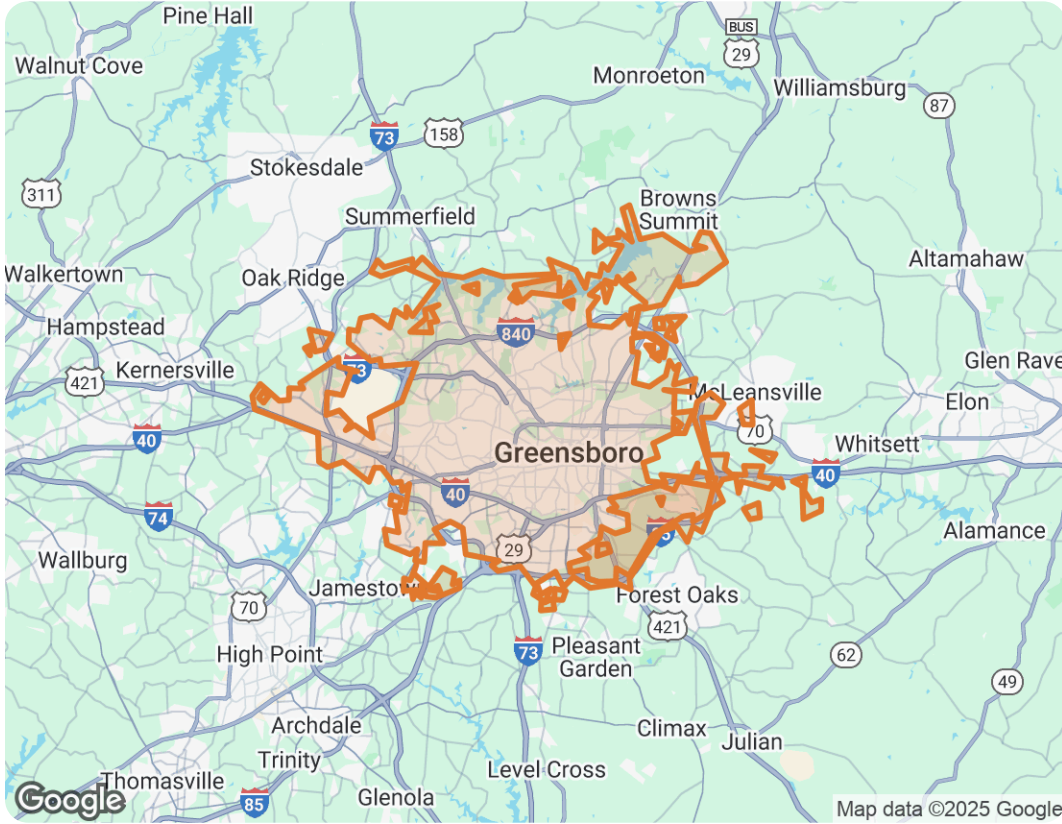 Pine Hall
BUS
29
Walnut Cove
Monroeton
Williamsburg
87
73
158
Stokesdale
311
Browns
Summit
Summerfield
Altamahaw
Walkertown
Oak Ridge
Hampstead
840
Glen Rave
Kernersville
73
421
McLeansville
Elon
40
70
Whitsett
Greensboro
40
40
74
Alamance
29
Wallburg
Jamestow
Forest Oaks
70
421
High Point
73
Pleasant
Garden
62
49
Archdale
Climax
Julian
Trinity
Level Cross
Thomasville
Glenola
85
Google
Map data ©2025 Google